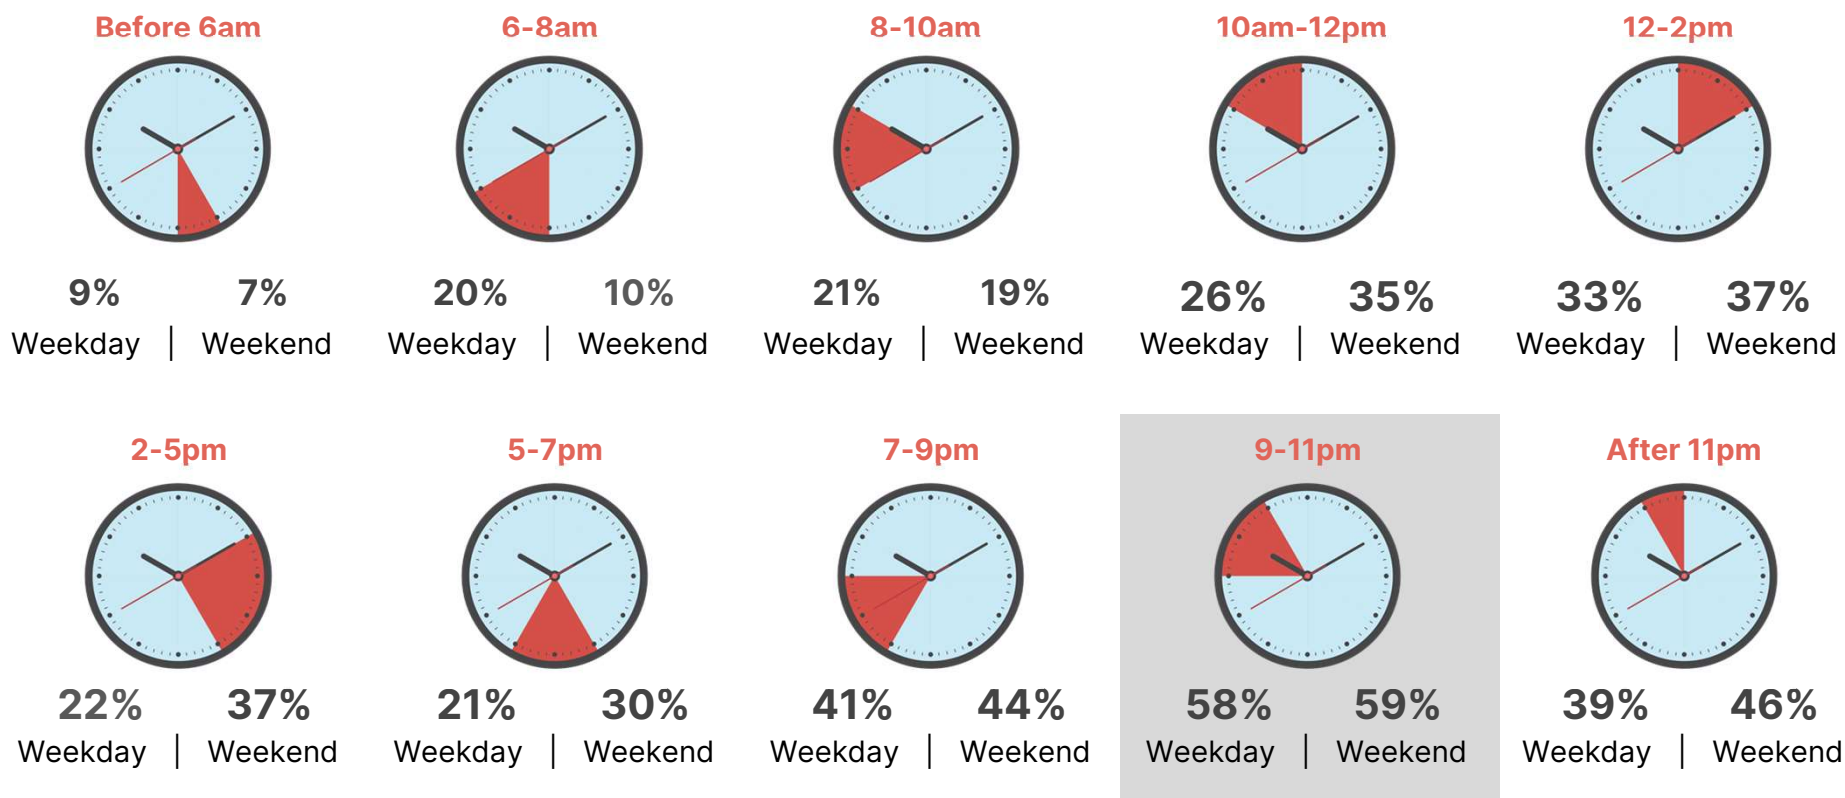 Before 6am
6-8am
8-10am
10am-12pm
12-2pm
9% 7%
20% 10%
21% 19%
26% 35%
33% 37%
Weekday | Weekend
Weekday | Weekend
Weekday | Weekend
Weekday | Weekend
Weekday | Weekend
2-5pm
5-7pm
7-9pm
9-11pm
After 11pm
22% 37%
21% 30%
41% 44%
58% 59%
39% 46%
Weekday | Weekend
Weekday | Weekend
Weekday | Weekend
Weekday | Weekend
Weekday | Weekend